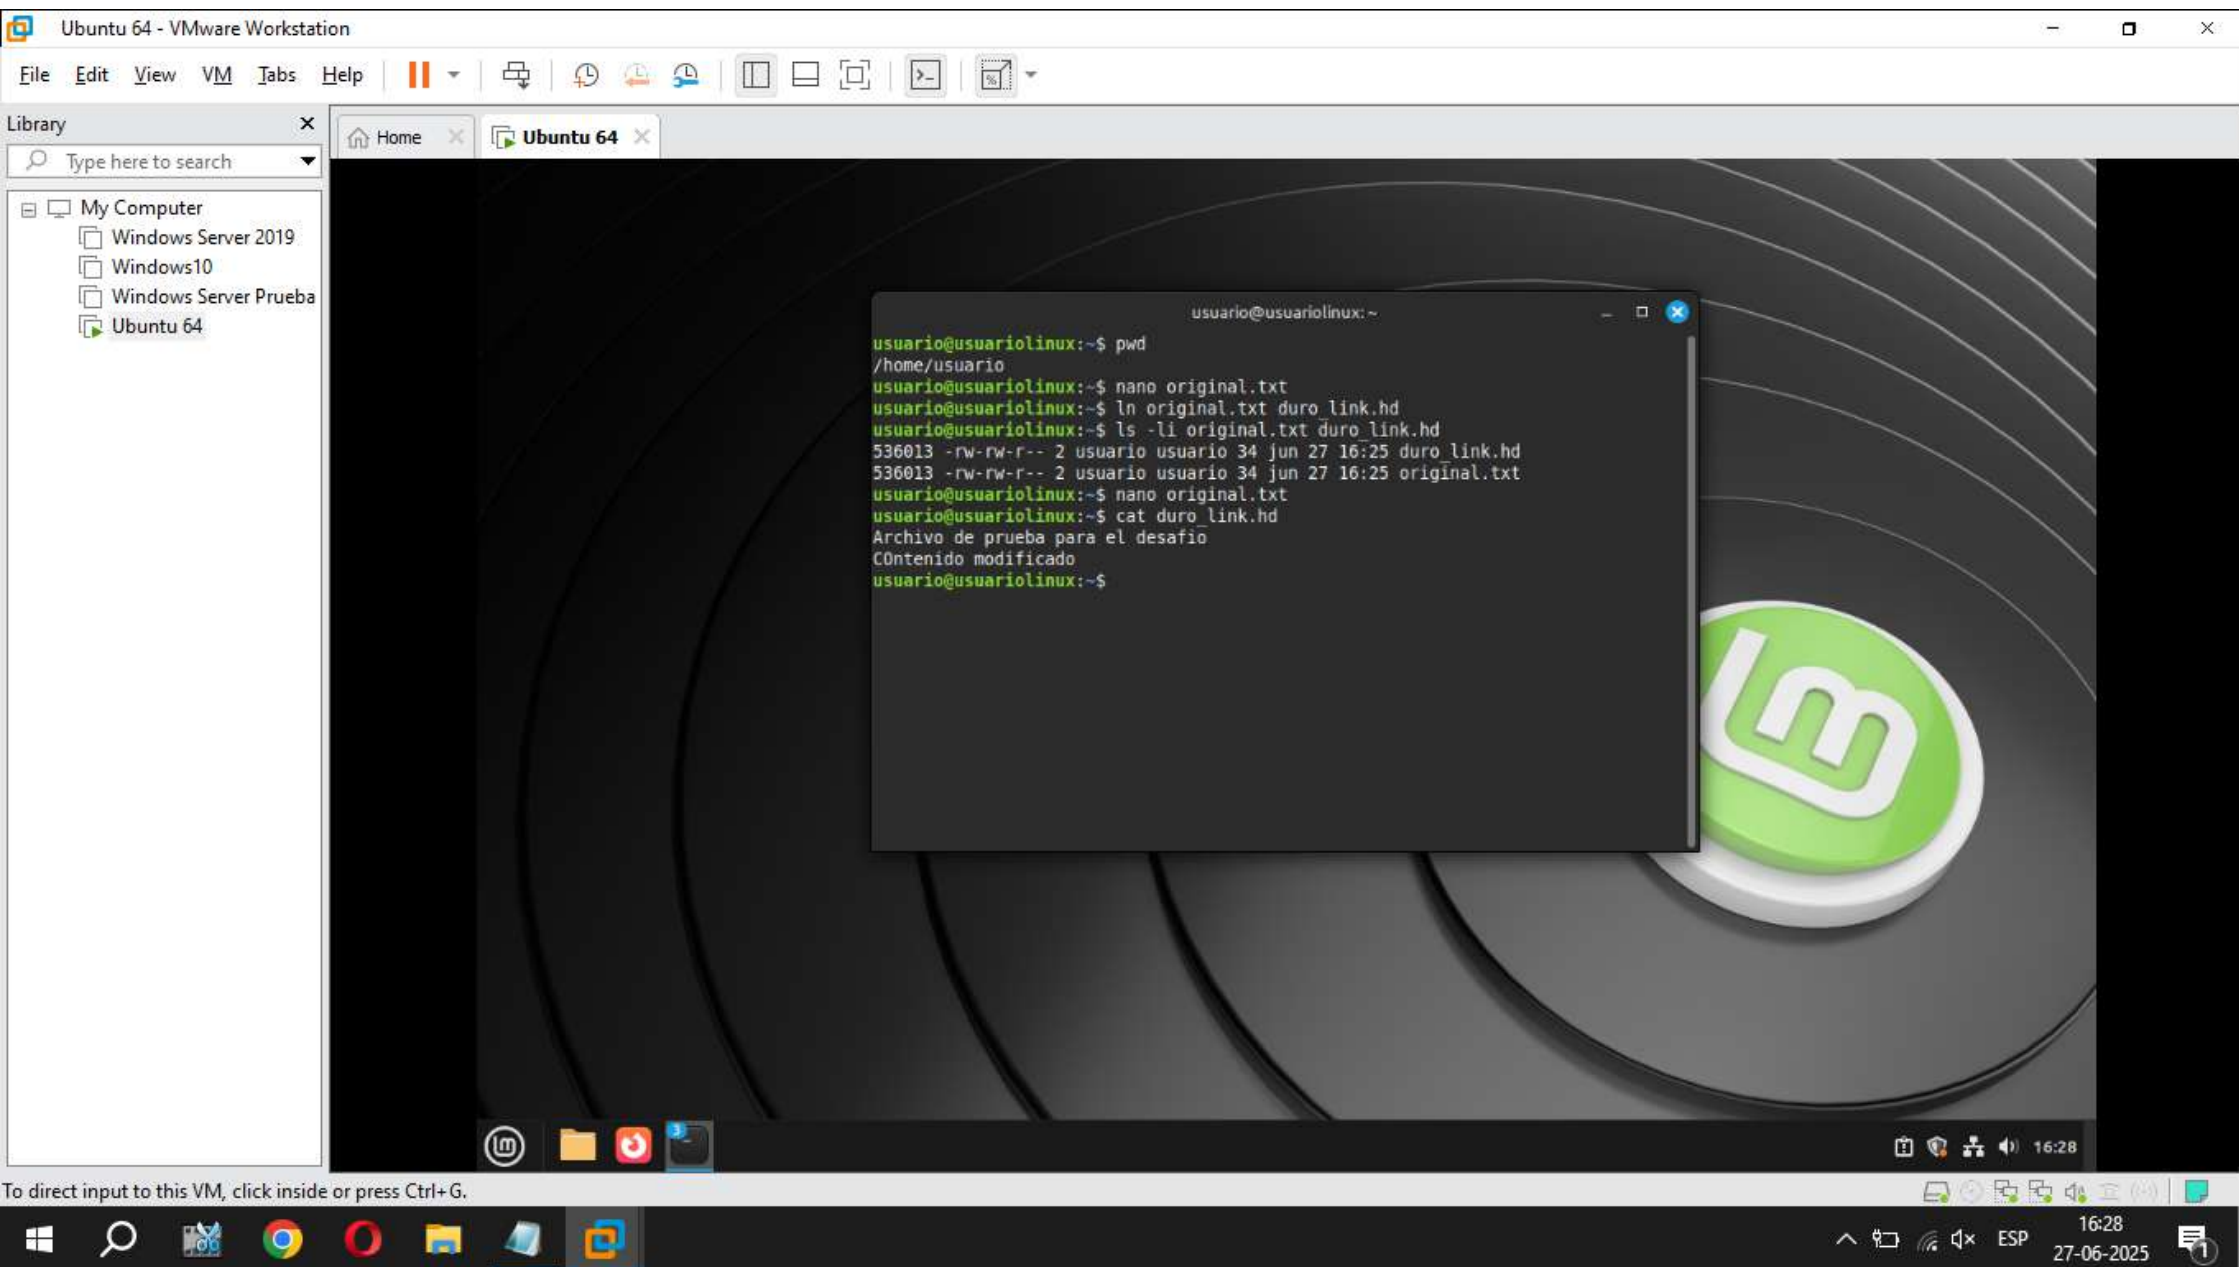 Ubuntu 64 - VMware Workstation
File Edit View VM Tabs Help
Library
Home
Ubuntu 64
Type here to search
My Computer
Windows Server 2019
Windows10
Windows Server Prueba
Ubuntu 64
usuario@usuariolinux: ~
usuario@usuariolinux:~$ pwd
/home/usuario
usuario@usuariolinux:~$ nano original.txt
usuario@usuariolinux:~$ ln original.txt duro_link.hd
usuario@usuariolinux:~$ ls -li original.txt duro_link.hd
536013 -rw-rw-r-- 2 usuario usuario 34 jun 27 16:25 duro_link.hd
536013 -rw-rw-r-- 2 usuario usuario 34 jun 27 16:25 original.txt
usuario@usuariolinux:~$ nano original.txt
usuario@usuariolinux:~$ cat duro_link.hd
Archivo de prueba para el desafio
COntenido modificado
usuario@usuariolinux:~$
3
16:28
To direct input to this VM, click inside or press Ctrl+G.
ESP
16:28
27-06-2025
1